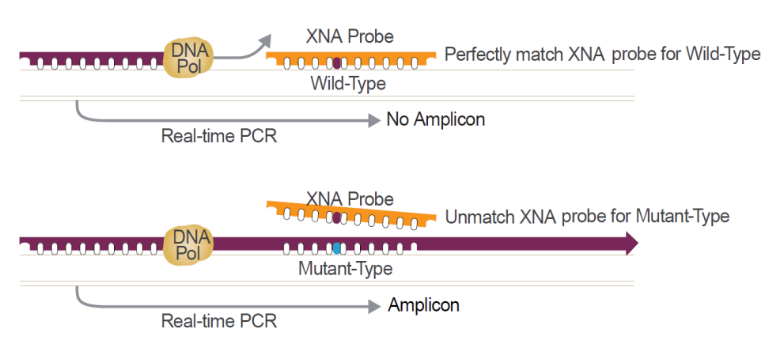 XNA Probe
DNA
Pol
Perfectly match XNA probe for Wild-Type
Wild-Type
No Amplicon
Real-time PCR
XNA Probe
Unmatch XNA probe for Mutant-Type
DNA
Pol
Mutant-Type
Amplicon
Real-time PCR